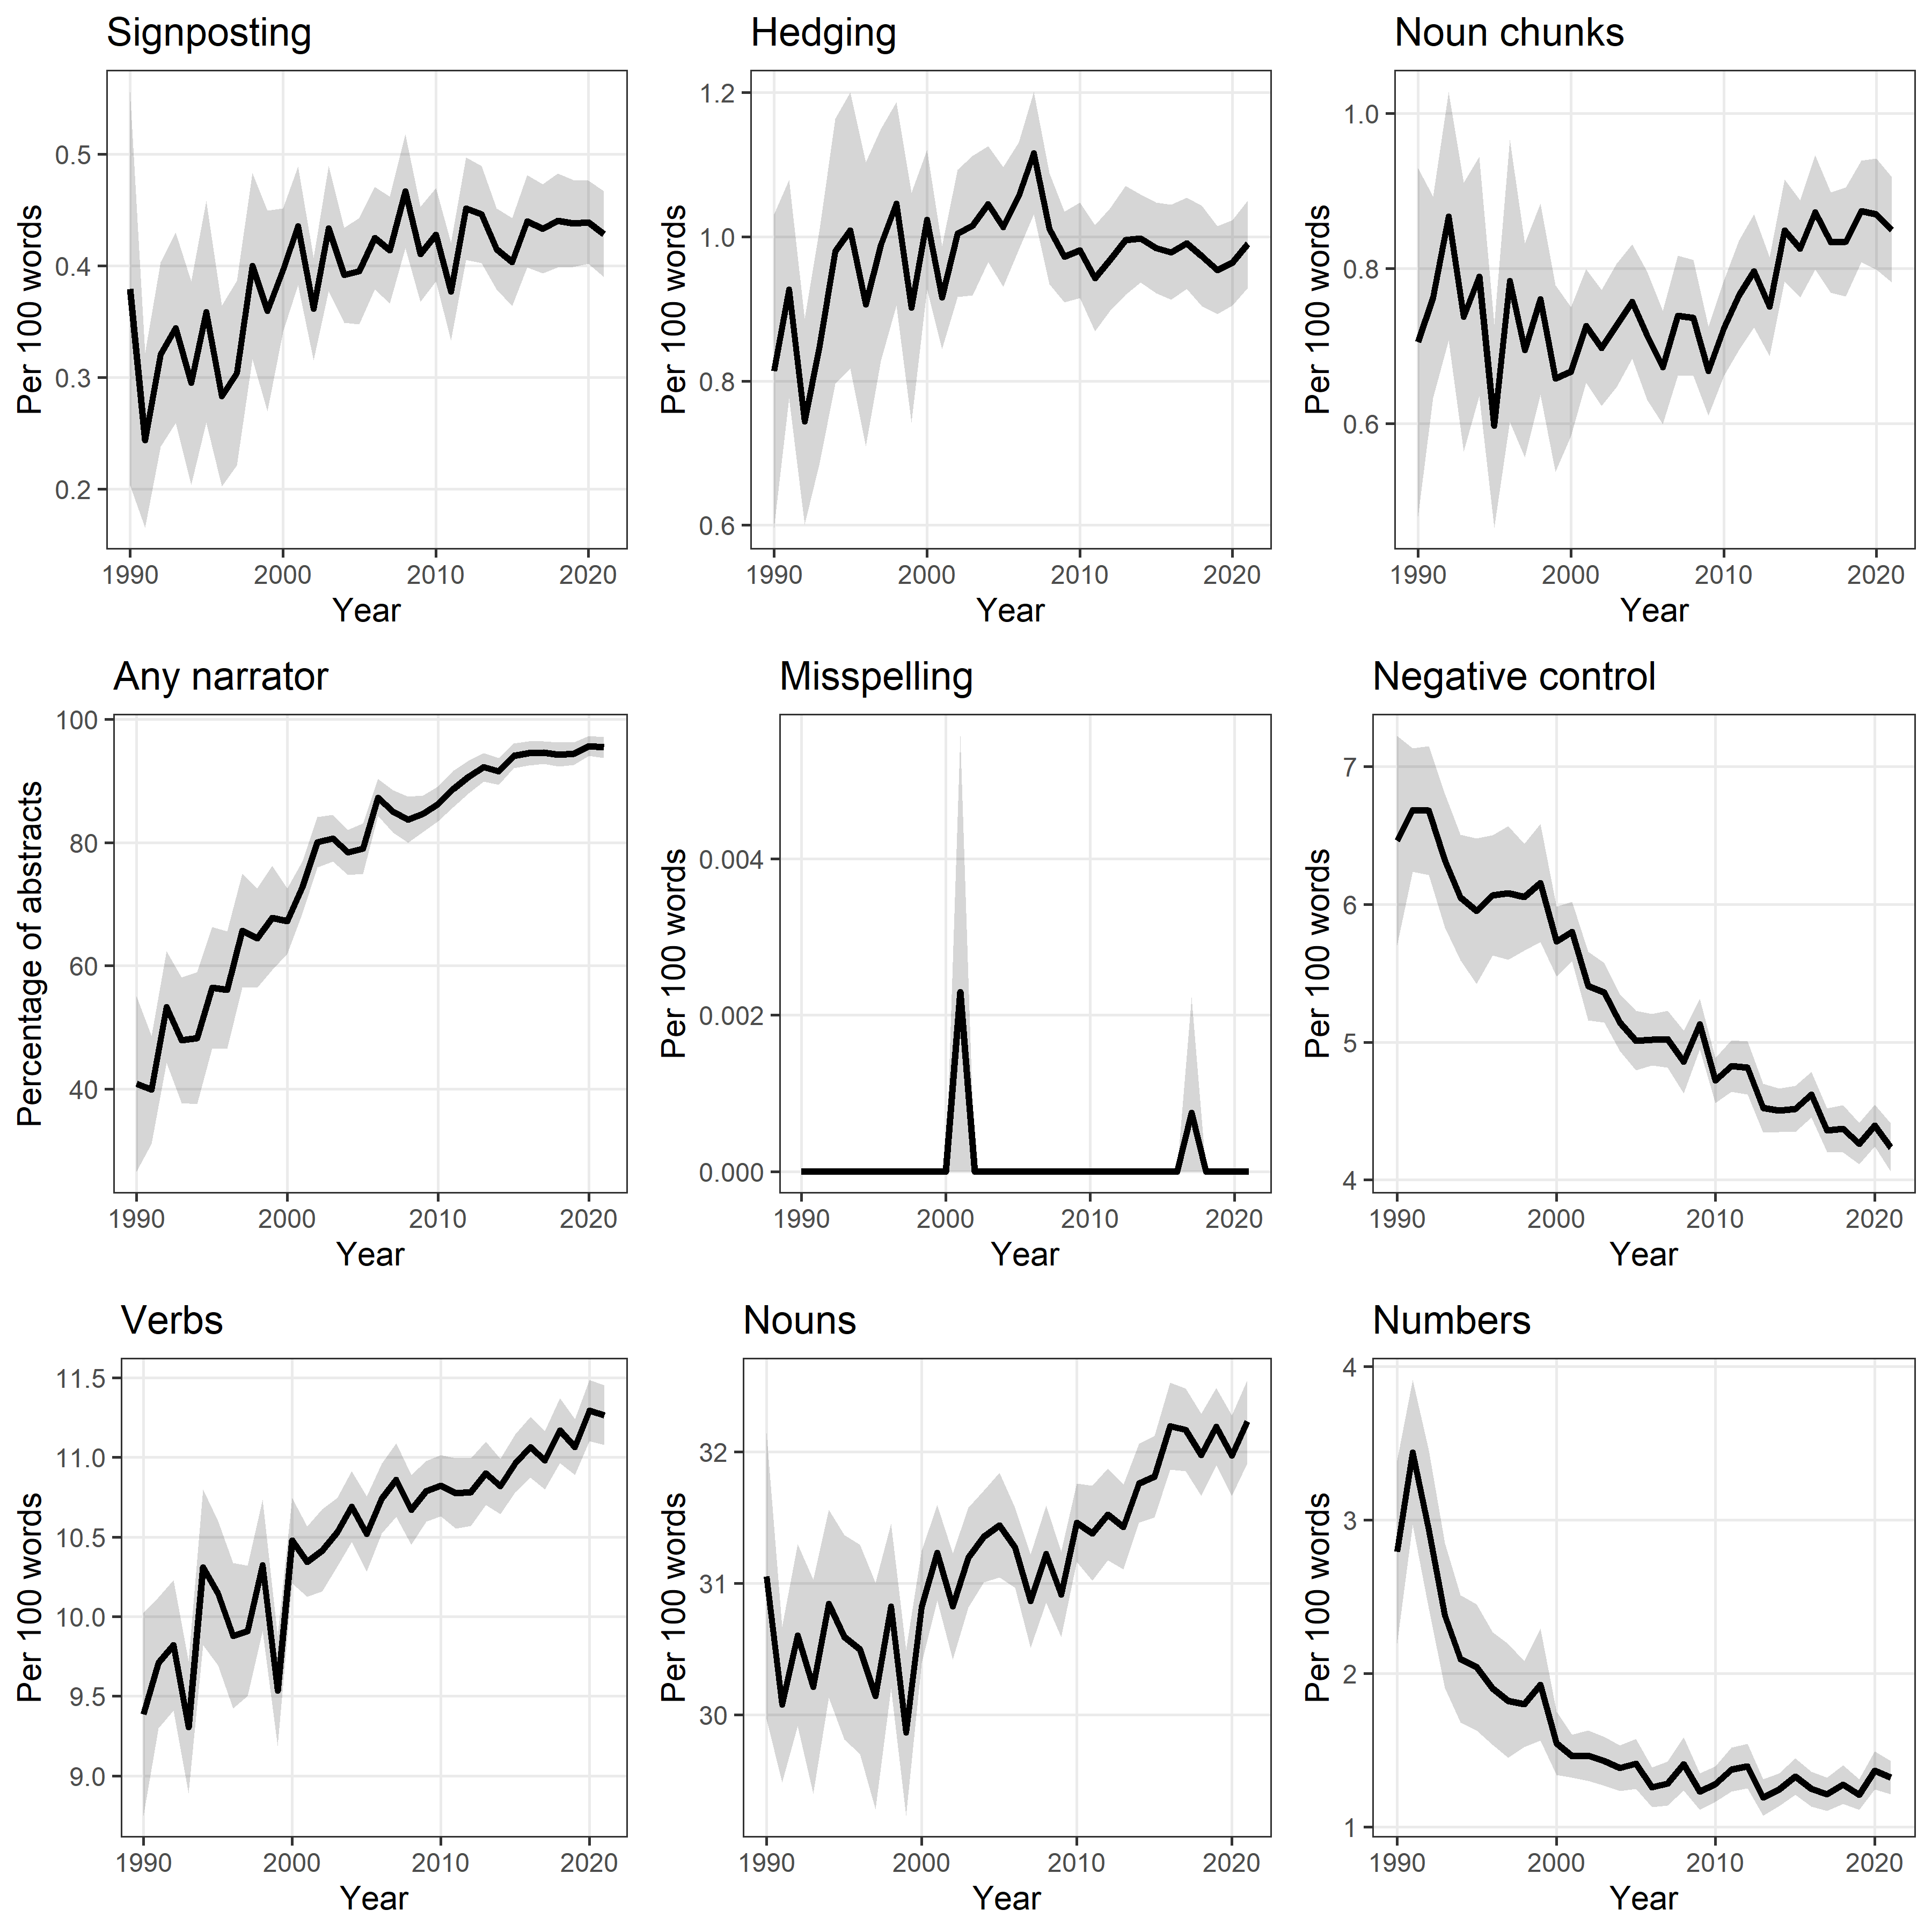 Signposting
Hedging
Noun chunks
Per 100 words
0.5
0.4
0.3
0.2
1990 2000 2010 2020
Year
Per 100 words
1.2
1.0
0.8
0.6
1990 2000 2010 2020
Year
Per 100 words
1.0
0.8
0.6
1990 2000 2010 2020
Year
Any narrator
Misspelling
Negative control
Percentage of abstracts
100
80
60
40
1990 2000 2010 2020
Year
Per 100 words
0.004
0.002
0.000
1990 2000 2010 2020
Year
Per 100 words
7
6
5
4
1990 2000 2010 2020
Year
Verbs
Nouns
Numbers
Per 100 words
11.5
11.0
10.5
10.0
9.5
9.0
1990 2000 2010 2020
Year
Per 100 words
32
31
30
1990 2000 2010 2020
Year
Per 100 words
4
3
2
1
1990 2000 2010 2020
Year